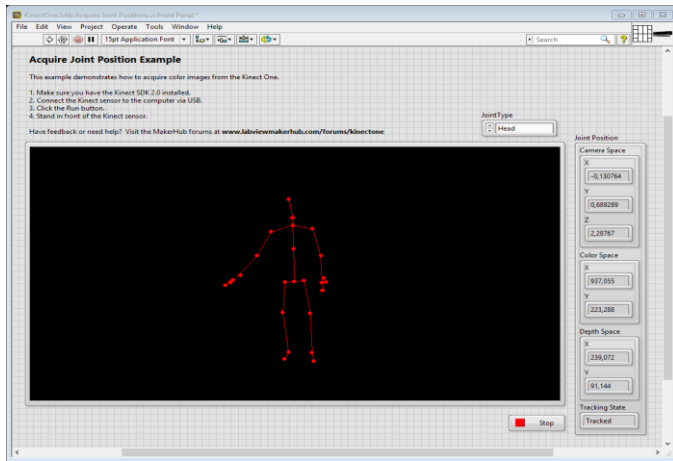 KinectOne.lvlib:Acquire Joint Positions.vi Front Panel *
File Edit View Project Operate Tools Window Help
15pt Application Font
Search
Acquire Joint Position Example
This example demonstrates how to acquire color images from the Kinect One.
1. Make sure you have the Kinect SDK 2.0 installed.
2. Connect the Kinect sensor to the computer via USB.
3. Click the Run button.
4. Stand in front of the Kinect sensor.
Have feedback or need help? Visit the MakerHub forums at www.labviewmakerhub.com/forums/kinectone
JointType
Head
Joint Position
Camera Space
X
-0,130764
Y
0,689289
Z
2,28767
Color Space
X
937,055
Y
223,288
Depth Space
X
239,072
Y
91,144
Tracking State
Tracked
Stop